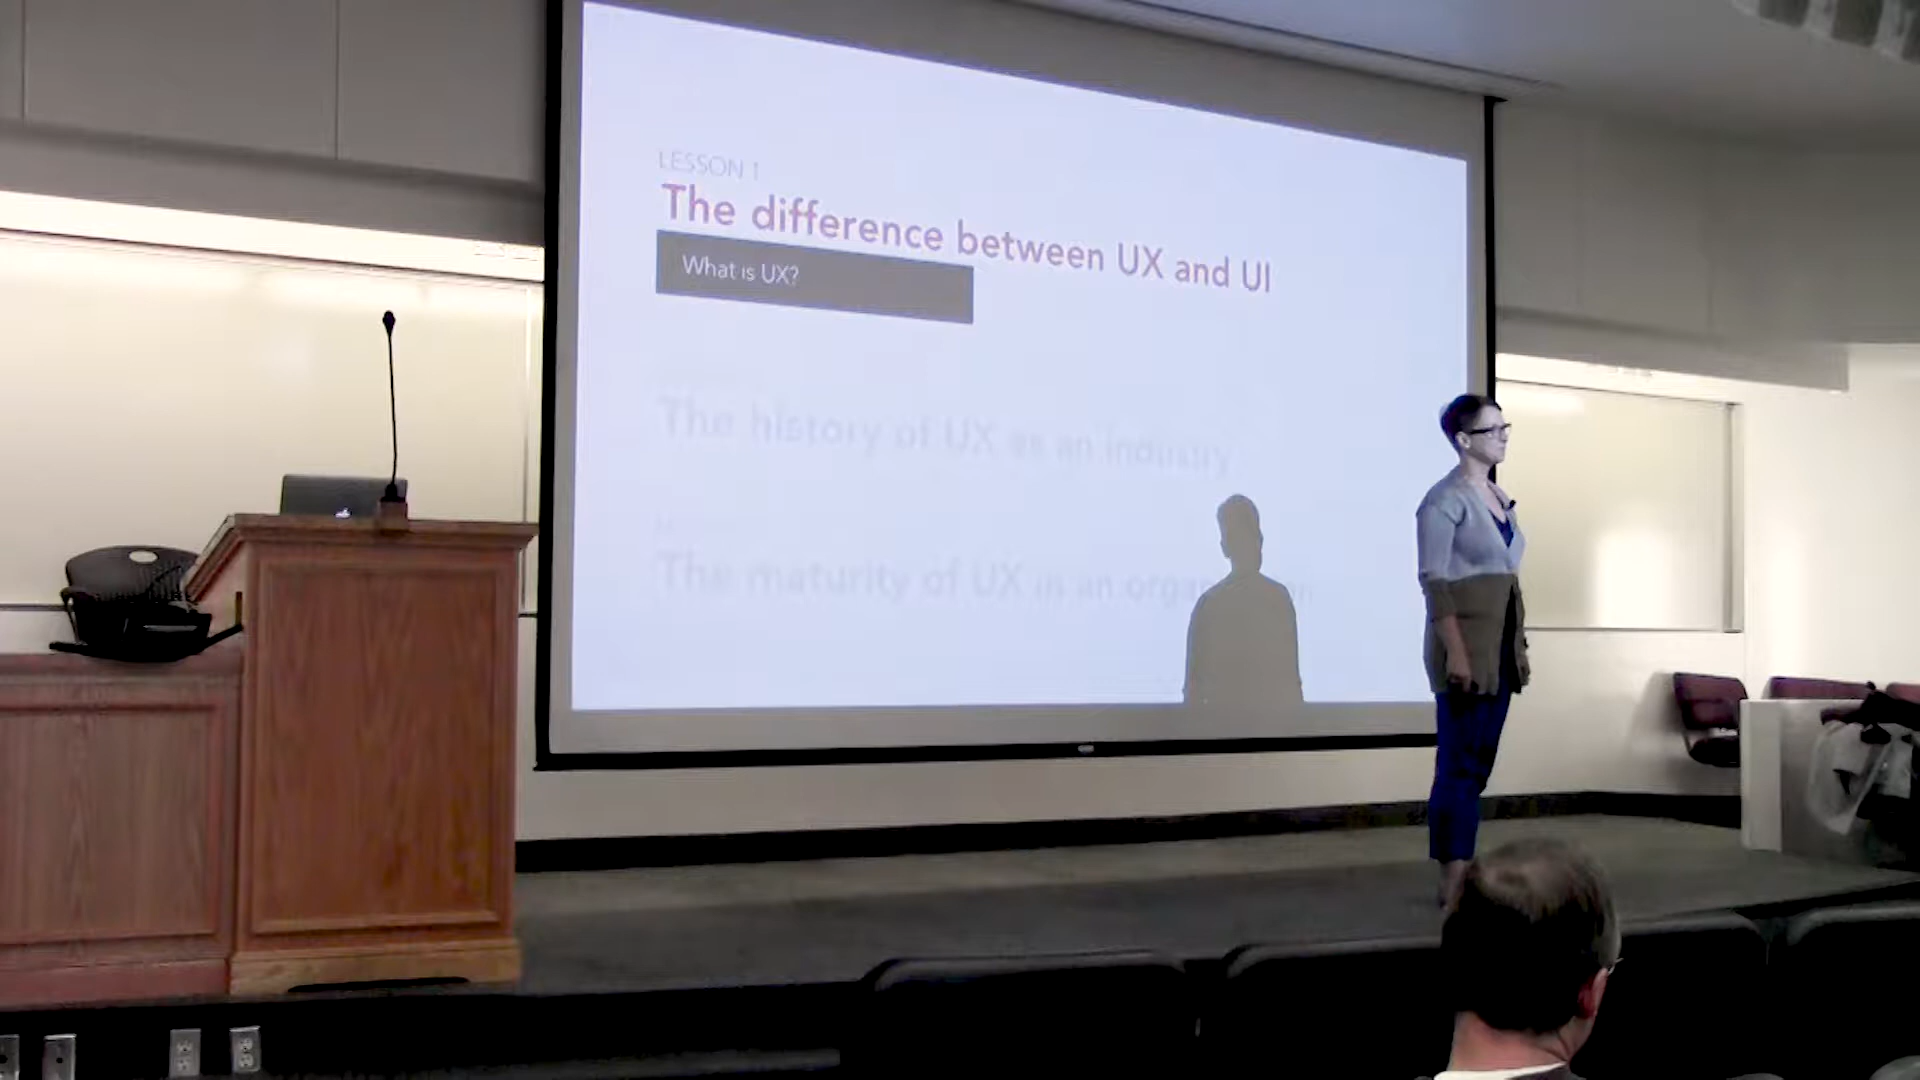 LESSON 1
The difference between UX and UI
What is UX?
The history of UX as an industry
The maturity of UX in an